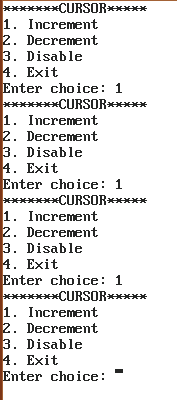 *******CURSOR*****
1. Increment
2. Decrement
3. Disable
4. Exit
Enter choice: 1
*******CURSOR*****
1. Increment
2. Decrement
3. Disable
4. Exit
Enter choice: 1
*******CURSOR*****
1. Increment
2. Decrement
3. Disable
4. Exit
Enter choice: 1
*******CURSOR*****
1. Increment
2. Decrement
3. Disable
4. Exit
Enter choice: